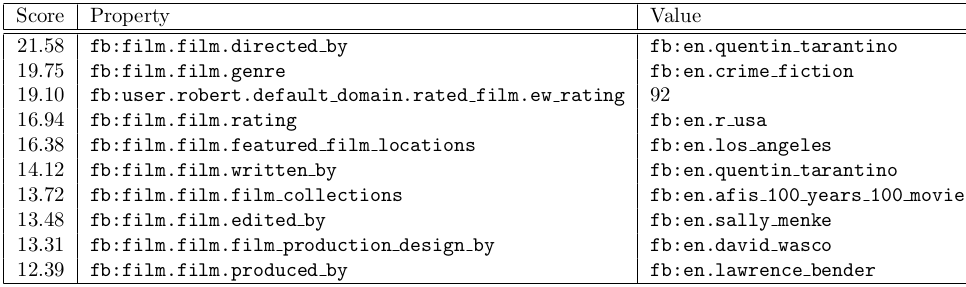 Score Property Value
21.58 fb:film.film.directed_by fb:en.quentin_tarantino
19.75 fb:film.film.genre fb:en.crime_fiction
19.10 fb:user.robert.default_domain.rated_film.ew_rating 92
16.94 fb:film.film.rating fb:en.r_usa
16.38 fb:film.film.featured_film_locations fb:en.los_angeles
14.12 fb:film.film.written_by fb:en.quentin_tarantino
13.72 fb:film.film.film_collections fb:en.afis_100_years_100_movie
13.48 fb:film.film.edited_by fb:en.sally_menke
13.31 fb:film.film.film_production_design_by fb:en.david_wasco
12.39 fb:film.film.produced_by fb:en.lawrence_bender